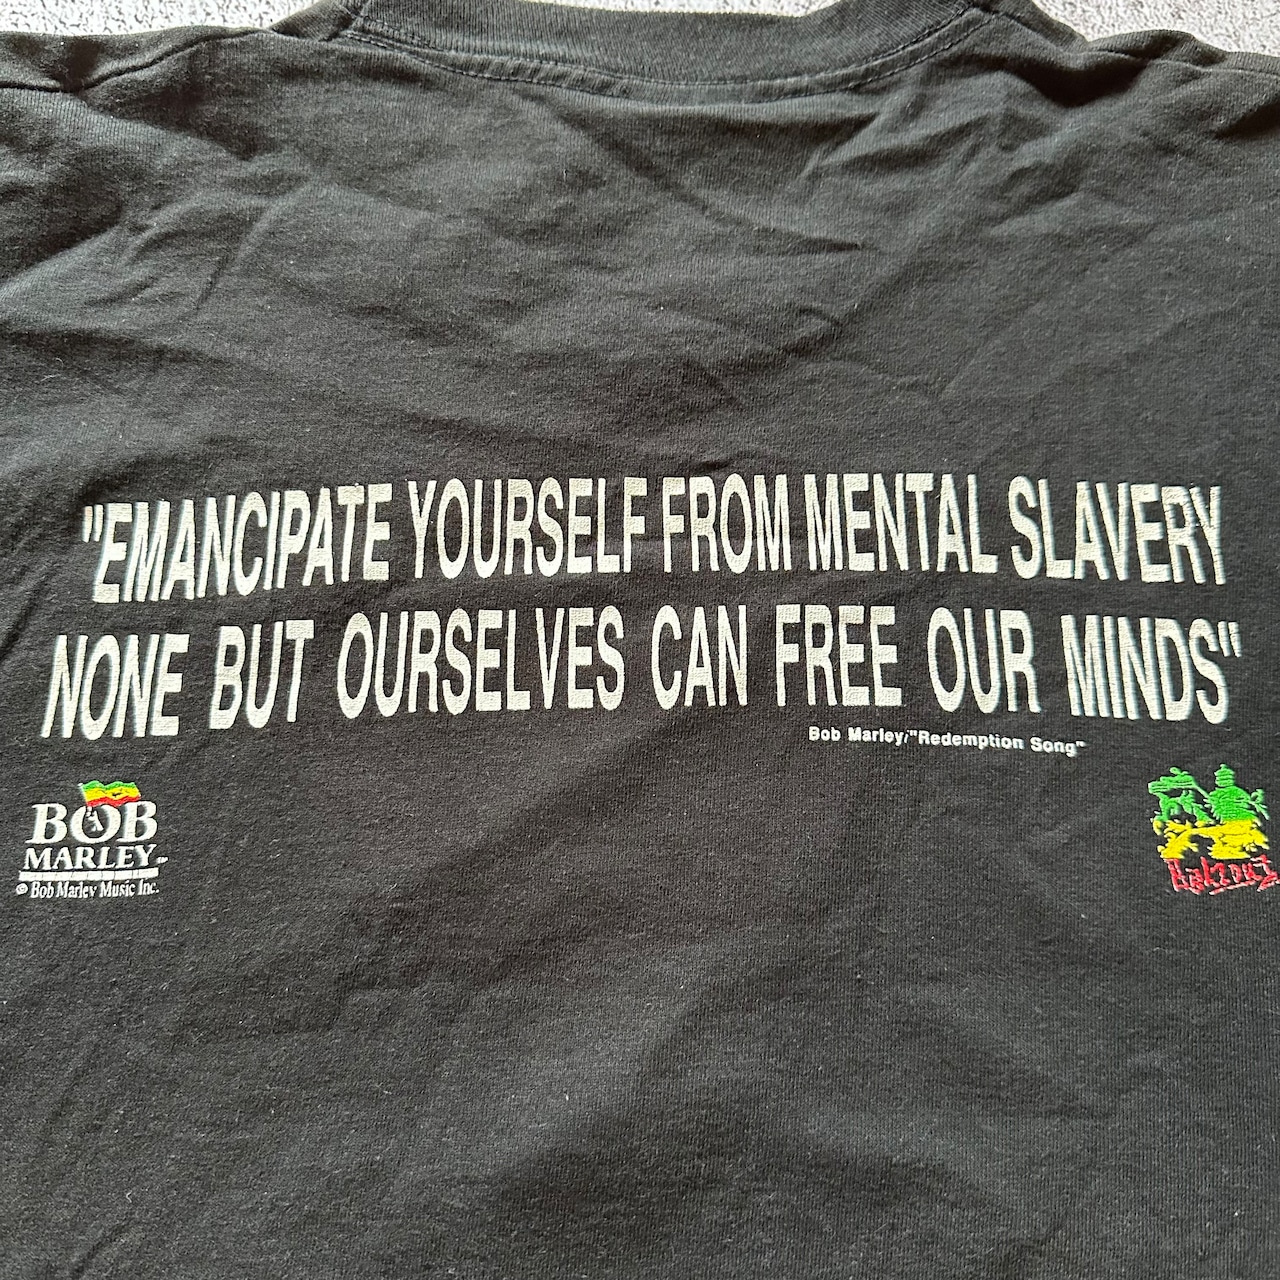 "EMANCIPATE YOURSELF FROM MENTAL SLAVERY
NONE BUT OURSELVES CAN FREE OUR MINDS"
Bob Marley/"Redemption Song"
BOB
MARLEY
© Bob Marley Music Inc.